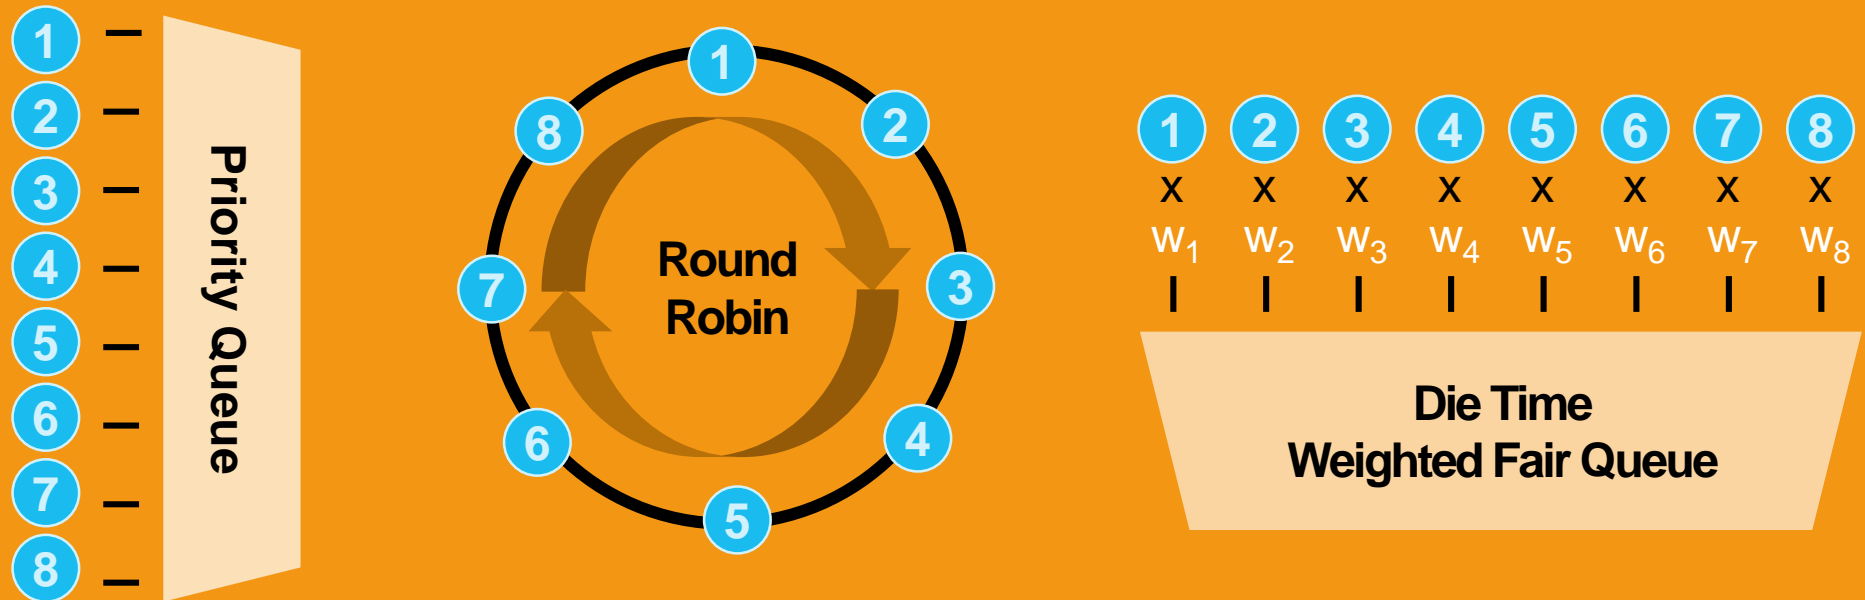 1
2
3
4
5
6
7
8
Priority Queue
1
2
3
4
5
6
7
8
Round
Robin
1 2 3 4 5 6 7 8
x x x x x x x x
w₁ w₂ w₃ w₄ w₅ w₆ w₇ w₈
Die Time
Weighted Fair Queue